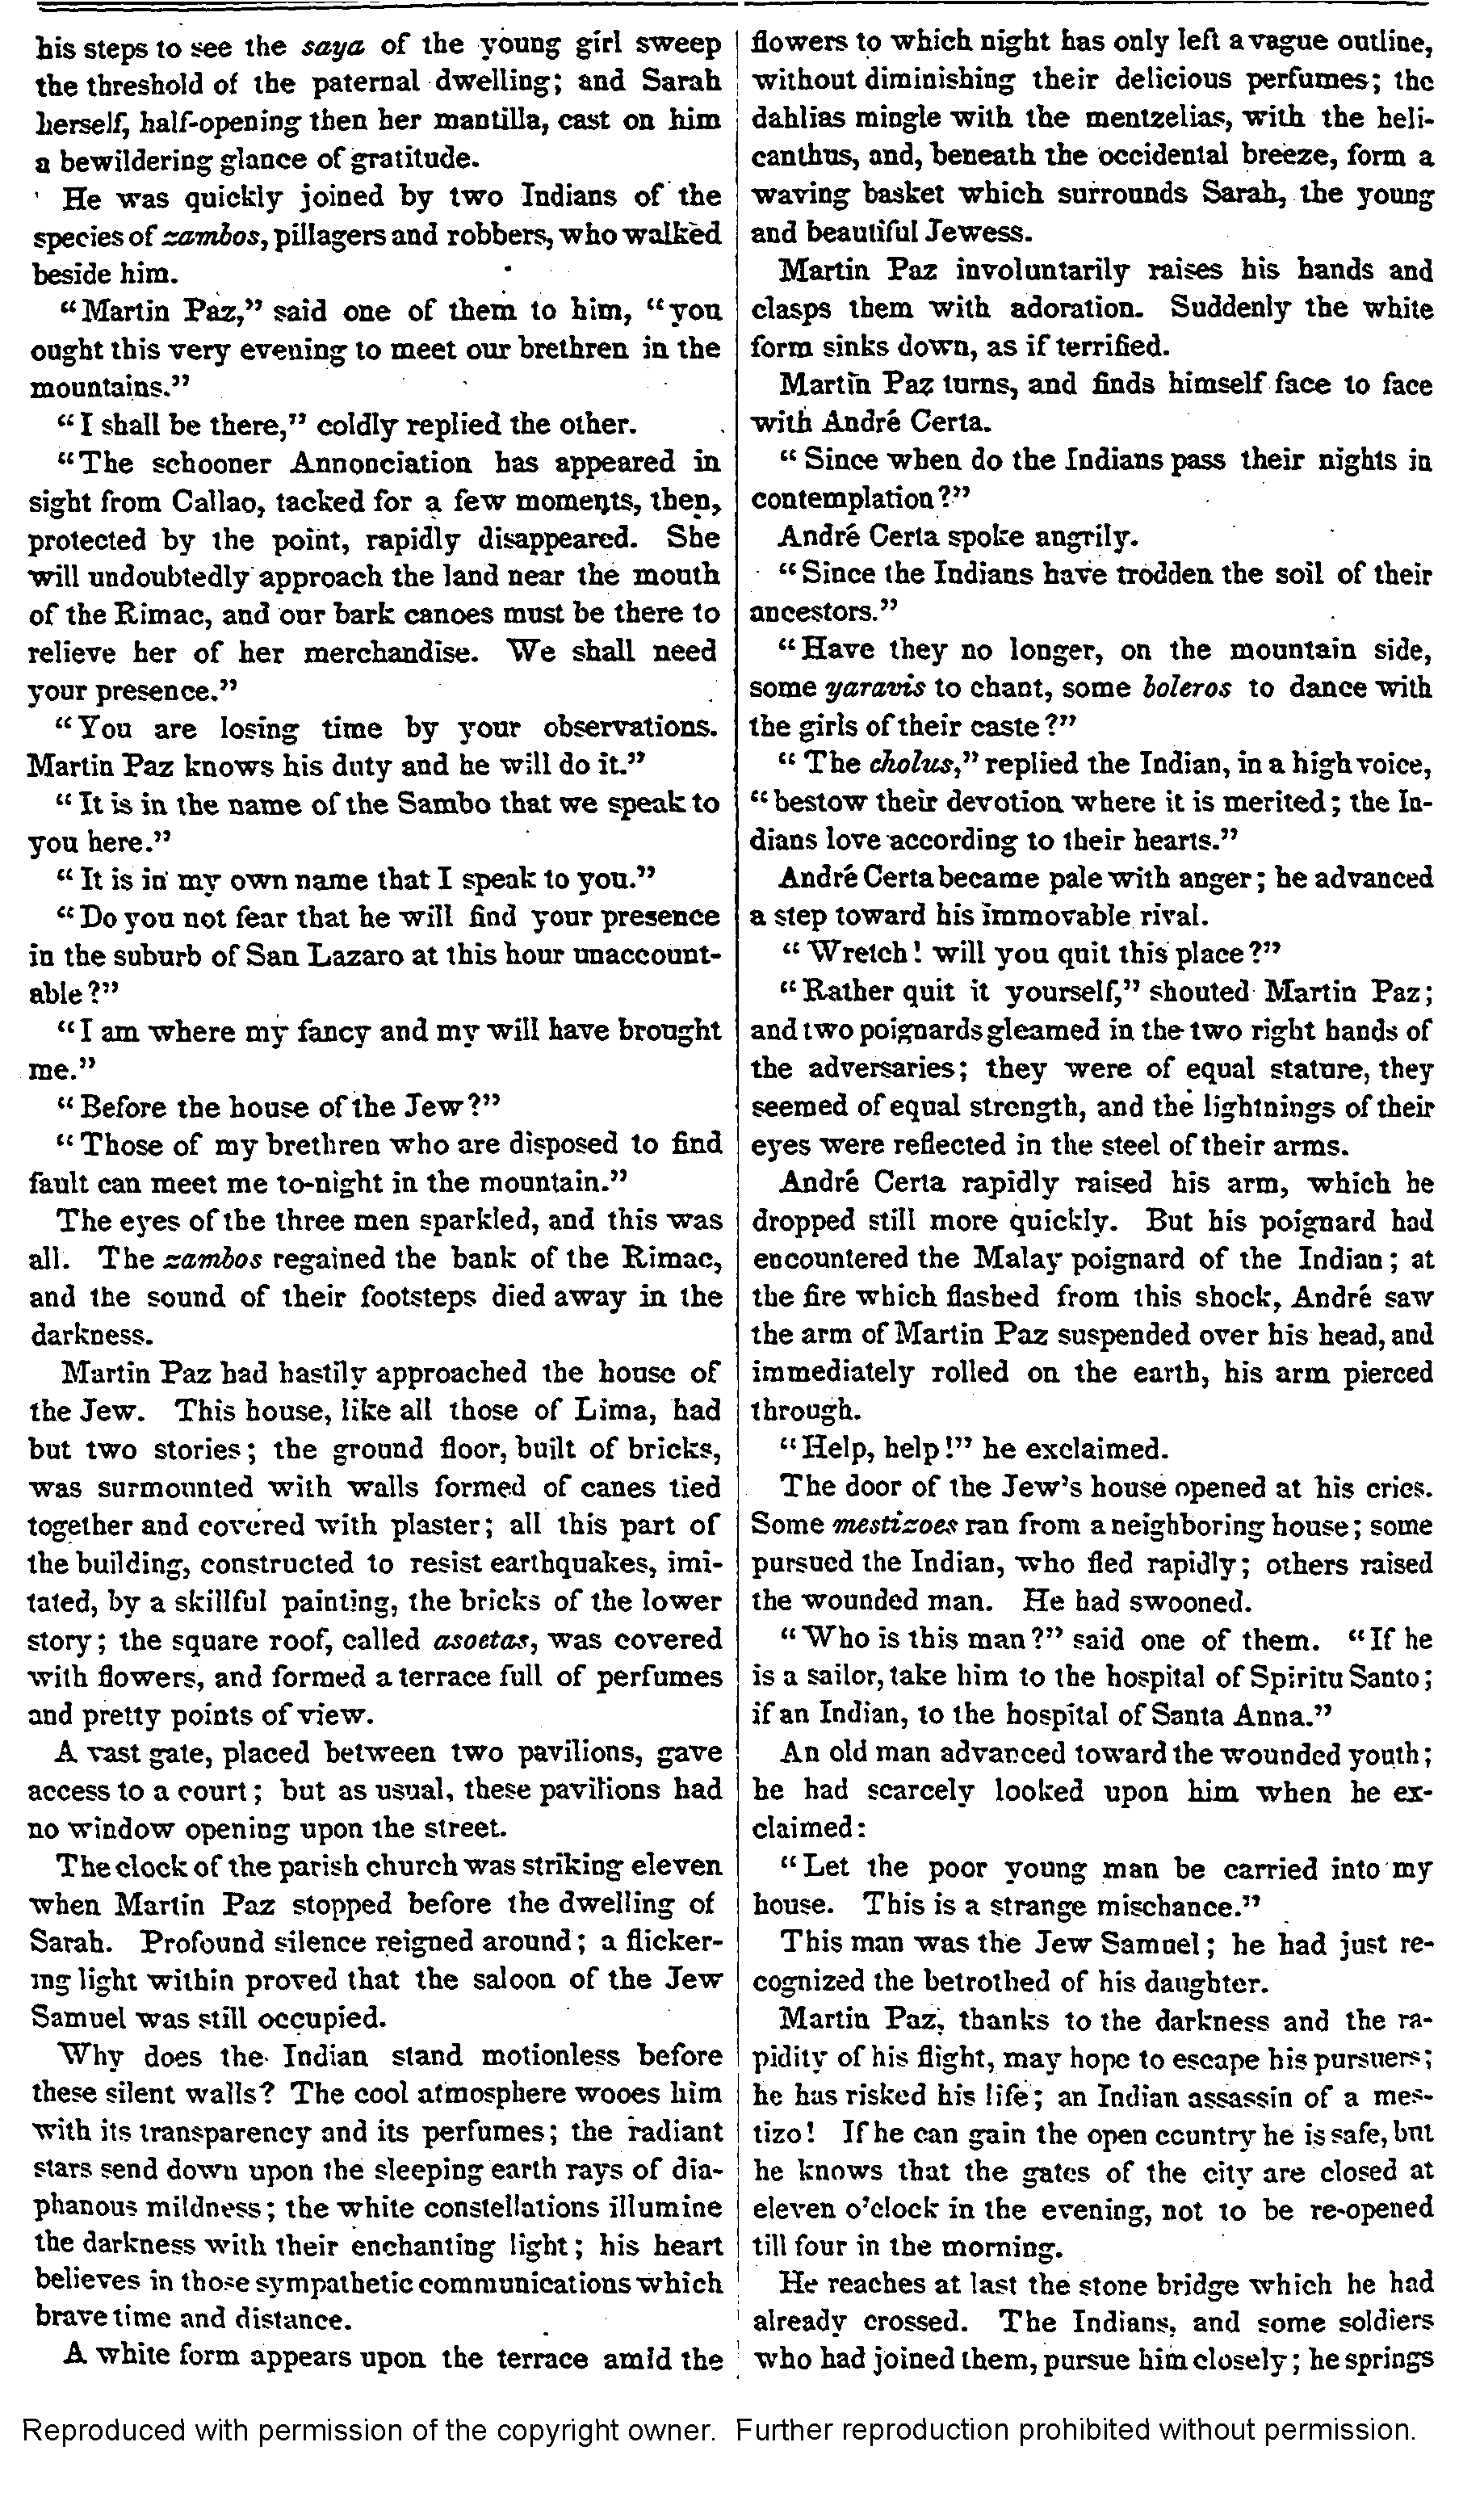 his steps to see the saya of the young girl sweep
the threshold of the paternal dwelling; and Sarah
herself, half-opening then her mantilla, cast on him
a bewildering glance of gratitude.
He was quickly joined by two Indians of the
species of zambos, pillagers and robbers, who walked
beside him.
“Martin Paz,” said one of them to him, “you
ought this very evening to meet our brethren in the
mountains.”
“I shall be there,” coldly replied the other.
“The schooner Annonciation has appeared in
sight from Callao, tacked for a few moments, then,
protected by the point, rapidly disappeared. She
will undoubtedly approach the land near the mouth
of the Rimac, and our bark canoes must be there to
relieve her of her merchandise. We shall need
your presence.”
“You are losing time by your observations.
Martin Paz knows his duty and he will do it.”
“It is in the name of the Sambo that we speak to
you here.”
“It is in my own name that I speak to you.”
“Do you not fear that he will find your presence
in the suburb of San Lazaro at this hour unaccount-
able?”
“I am where my fancy and my will have brought
me.”
“Before the house of the Jew?”
“Those of my brethren who are disposed to find
fault can meet me to-night in the mountain.”
The eyes of the three men sparkled, and this was
all. The zambos regained the bank of the Rimac,
and the sound of their footsteps died away in the
darkness.
Martin Paz had hastily approached the house of
the Jew. This house, like all those of Lima, had
but two stories; the ground floor, built of bricks,
was surmounted with walls formed of canes tied
together and covered with plaster; all this part of
the building, constructed to resist earthquakes, imi-
tated, by a skillful painting, the bricks of the lower
story; the square roof, called asoetas, was covered
with flowers, and formed a terrace full of perfumes
and pretty points of view.
A vast gate, placed between two pavilions, gave
access to a court; but as usual, these pavilions had
no window opening upon the street.
The clock of the parish church was striking eleven
when Martin Paz stopped before the dwelling of
Sarah. Profound silence reigned around; a flicker-
ing light within proved that the saloon of the Jew
Samuel was still occupied.
Why does the Indian stand motionless before
these silent walls? The cool atmosphere wooes him
with its transparency and its perfumes; the radiant
stars send down upon the sleeping earth rays of dia-
phanous mildness; the white constellations illumine
the darkness with their enchanting light; his heart
believes in those sympathetic communications which
brave time and distance.
A white form appears upon the terrace amid the
flowers to which night has only left a vague outline,
without diminishing their delicious perfumes; the
dahlias mingle with the mentzelias, with the heli-
canthus, and, beneath the occidental breeze, form a
waving basket which surrounds Sarah, the young
and beautiful Jewess.
Martin Paz involuntarily raises his hands and
clasps them with adoration. Suddenly the white
form sinks down, as if terrified.
Martin Paz turns, and finds himself face to face
with André Certa.
“Since when do the Indians pass their nights in
contemplation?”
André Certa spoke angrily.
“Since the Indians have trodden the soil of their
ancestors.”
“Have they no longer, on the mountain side,
some yaravis to chant, some boleros to dance with
the girls of their caste?”
“The cholus,” replied the Indian, in a high voice,
“bestow their devotion where it is merited; the In-
dians love according to their hearts.”
André Certa became pale with anger; he advanced
a step toward his immovable rival.
“Wretch! will you quit this place?”
“Rather quit it yourself,” shouted Martin Paz;
and two poignards gleamed in the two right hands of
the adversaries; they were of equal stature, they
seemed of equal strength, and the lightnings of their
eyes were reflected in the steel of their arms.
André Certa rapidly raised his arm, which he
dropped still more quickly. But his poignard had
encountered the Malay poignard of the Indian; at
the fire which flashed from this shock, André saw
the arm of Martin Paz suspended over his head, and
immediately rolled on the earth, his arm pierced
through.
“Help, help!” he exclaimed.
The door of the Jew’s house opened at his cries.
Some mestizoes ran from a neighboring house; some
pursued the Indian, who fled rapidly; others raised
the wounded man. He had swooned.
“Who is this man?” said one of them. “If he
is a sailor, take him to the hospital of Spiritu Santo;
if an Indian, to the hospital of Santa Anna.”
An old man advanced toward the wounded youth;
he had scarcely looked upon him when he ex-
claimed:
“Let the poor young man be carried into my
house. This is a strange mischance.”
This man was the Jew Samuel; he had just re-
cognized the betrothed of his daughter.
Martin Paz, thanks to the darkness and the ra-
pidity of his flight, may hope to escape his pursuers;
he has risked his life; an Indian assassin of a mes-
tizo! If he can gain the open country he is safe, but
he knows that the gates of the city are closed at
eleven o’clock in the evening, not to be re-opened
till four in the morning.
He reaches at last the stone bridge which he had
already crossed. The Indians, and some soldiers
who had joined them, pursue him closely; he springs
Reproduced with permission of the copyright owner. Further reproduction prohibited without permission.